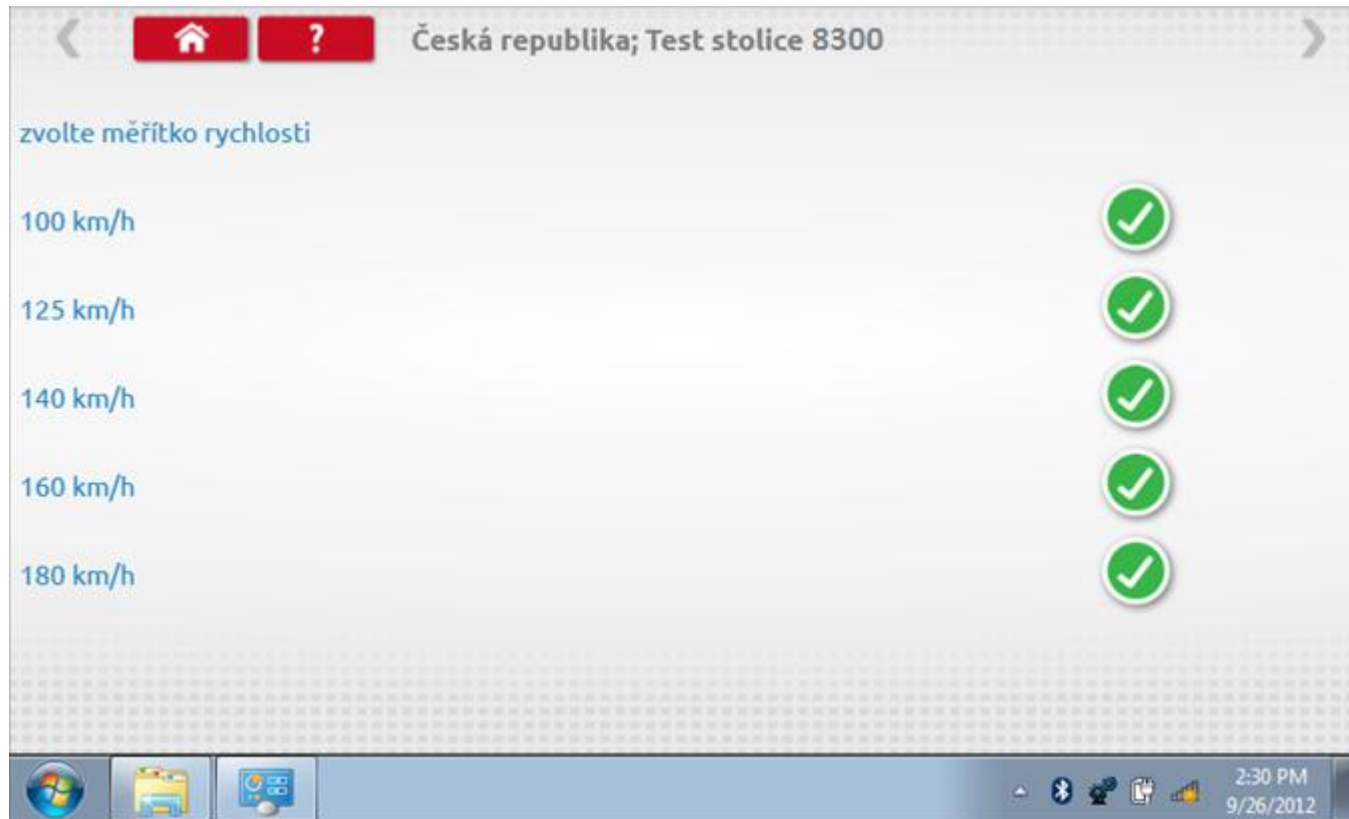 ? Česká republika; Test stolice 8300
zvolte měřítko rychlosti
100 km/h
125 km/h
140 km/h
160 km/h
180 km/h
2:30 PM
9/26/2012